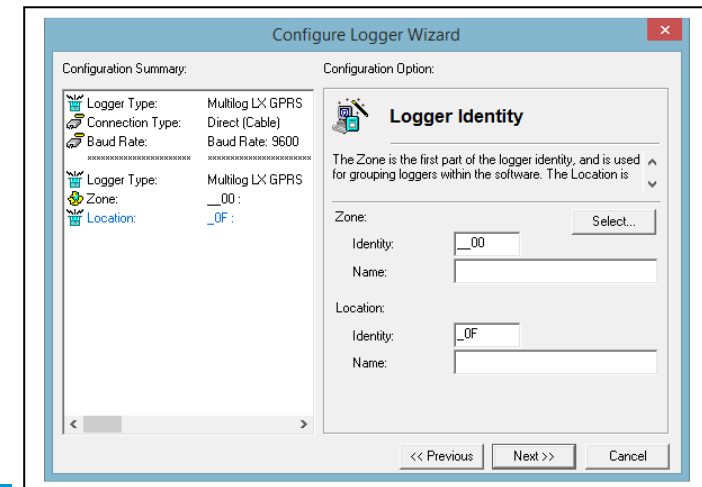 Configure Logger Wizard
Configuration Summary:
Logger Type: Multilog LX GPRS
Connection Type: Direct (Cable)
Baud Rate: Baud Rate: 9600
*********************** ***********************
Logger Type: Multilog LX GPRS
Zone: __00 :
Location: _0F :
Configuration Option:
Logger Identity
The Zone is the first part of the logger identity, and is used
for grouping loggers within the software. The Location is
Zone:
Select...
Identity: __00
Name:
Location:
Identity: _0F
Name:
<< Previous Next >> Cancel